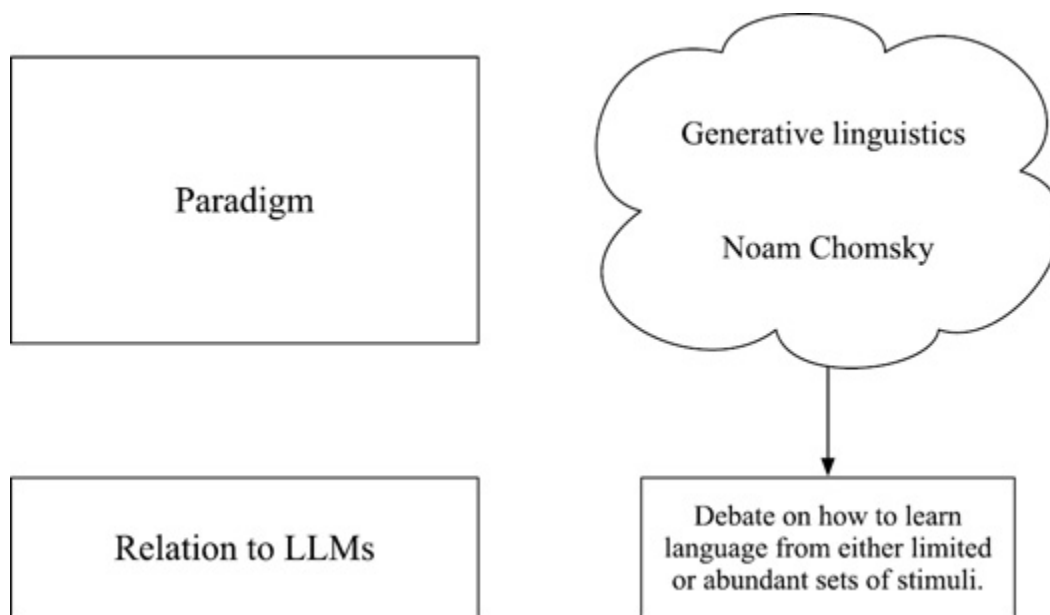 Paradigm
Generative linguistics
Noam Chomsky
Relation to LLMs
Debate on how to learn
language from either limited
or abundant sets of stimuli.